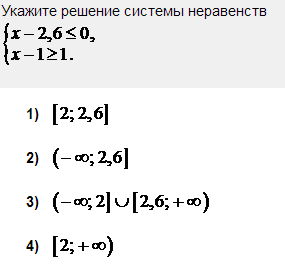 Укажите решение системы неравенств
{x − 2,6 ≤ 0,
{x − 1 ≥ 1.
1) [2; 2,6]
2) (−∞; 2,6]
3) (−∞; 2] ∪ [2,6; +∞)
4) [2; +∞)